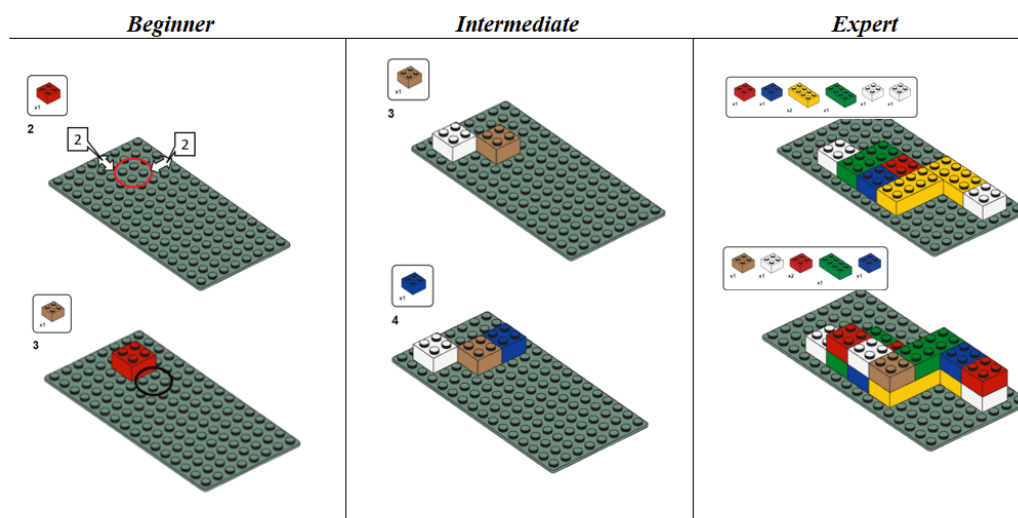 Beginner
Intermediate
Expert
x1
2
2
2
x1
3
x1
3
x1
4
x1 x1 x2 x1 x1 x1
x1 x1 x2 x1 x1